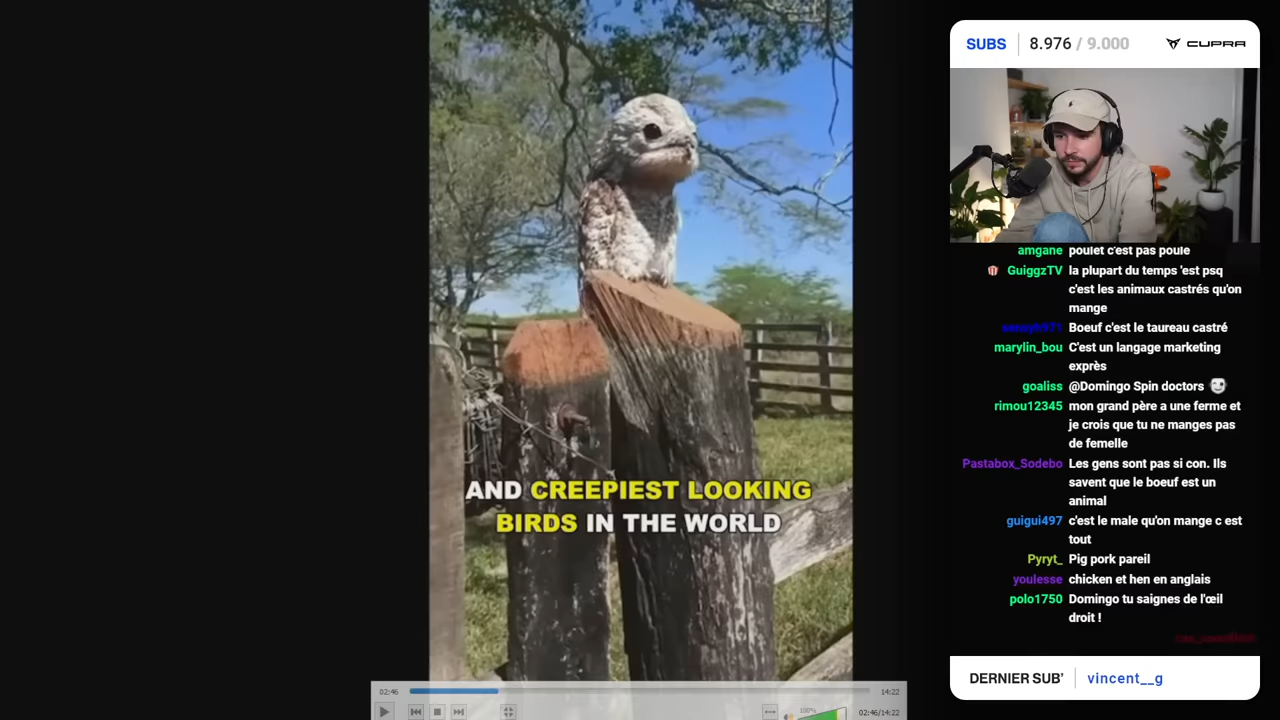 AND CREEPIEST LOOKING
BIRDS IN THE WORLD
02:46
14:22
100%
02:46/14:22
SUBS 8.976 / 9.000 CUPRA
amgane poulet c'est pas poule
GuiggzTV la plupart du temps 'est psq
c'est les animaux castrés qu'on
mange
Boeuf c'est le taureau castré
marylin_bou C'est un langage marketing
exprès
goaliss @Domingo Spin doctors
rimou12345 mon grand père a une ferme et
je crois que tu ne manges pas
de femelle
Pastabox_Sodebo Les gens sont pas si con. Ils
savent que le boeuf est un
animal
guigui497 c'est le male qu'on mange c est
tout
Pyryt_ Pig pork pareil
youlesse chicken et hen en anglais
polo1750 Domingo tu saignes de l'œil
droit !
DERNIER SUB' vincent__g